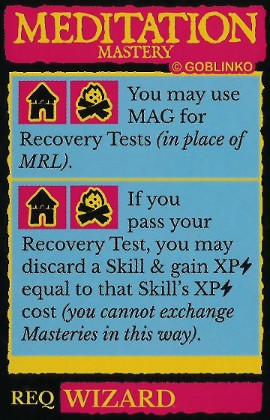 MEDITATION
MASTERY
© GOBLINKO
You may use
MAG for
Recovery Tests (in place of
MRL).
If you
pass your
Recovery Test, you may
discard a Skill & gain XP
equal to that Skill's XP
cost (you cannot exchange
Masteries in this way).
REQ WIZARD